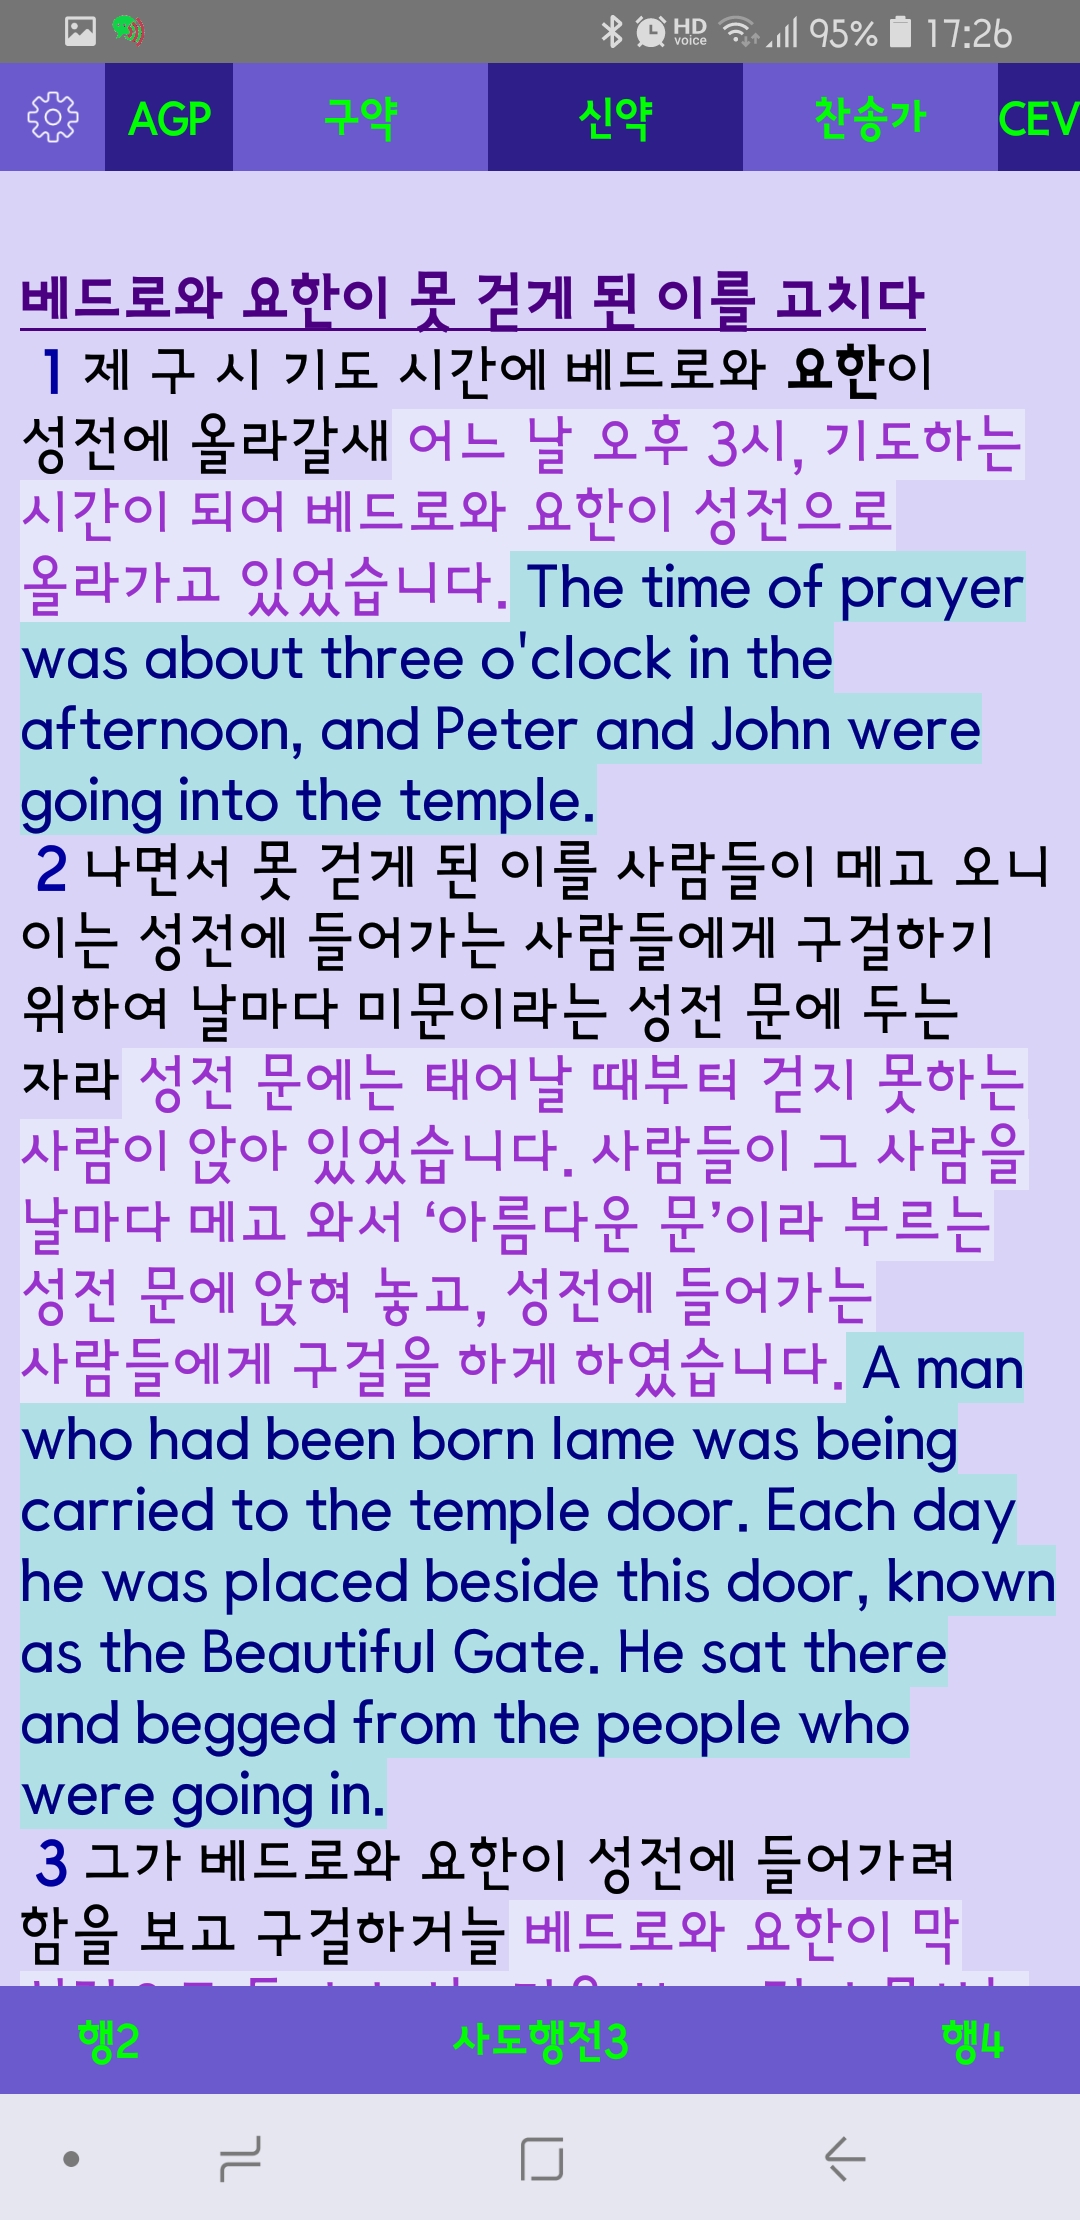 HD voice 95% 17:26
AGP 구약 신약 찬송가 CEV
베드로와 요한이 못 걷게 된 이를 고치다
1 제 구 시 기도 시간에 베드로와 요한이
성전에 올라갈새 어느 날 오후 3시, 기도하는
시간이 되어 베드로와 요한이 성전으로
올라가고 있었습니다. The time of prayer
was about three o'clock in the
afternoon, and Peter and John were
going into the temple.
2 나면서 못 걷게 된 이를 사람들이 메고 오니
이는 성전에 들어가는 사람들에게 구걸하기
위하여 날마다 미문이라는 성전 문에 두는
자라 성전 문에는 태어날 때부터 걷지 못하는
사람이 앉아 있었습니다. 사람들이 그 사람을
날마다 메고 와서 ‘아름다운 문’이라 부르는
성전 문에 앉혀 놓고, 성전에 들어가는
사람들에게 구걸을 하게 하였습니다. A man
who had been born lame was being
carried to the temple door. Each day
he was placed beside this door, known
as the Beautiful Gate. He sat there
and begged from the people who
were going in.
3 그가 베드로와 요한이 성전에 들어가려
함을 보고 구걸하거늘 베드로와 요한이 막
행2 사도행전3 행4